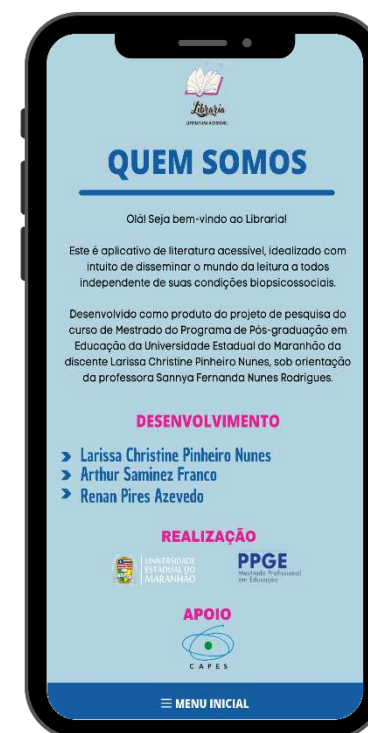 Libraria
LITERATURA ACESSÍVEL
QUEM SOMOS
Olá! Seja bem-vindo ao Libraria!
Este é aplicativo de literatura acessível, idealizado com
intuito de disseminar o mundo da leitura a todos
independente de suas condições biopsicossociais.
Desenvolvido como produto do projeto de pesquisa do
curso de Mestrado do Programa de Pós-graduação em
Educação da Universidade Estadual do Maranhão da
discente Larissa Christine Pinheiro Nunes, sob orientação
da professora Sannya Fernanda Nunes Rodrigues.
DESENVOLVIMENTO
Larissa Christine Pinheiro Nunes
Arthur Saminez Franco
Renan Pires Azevedo
REALIZAÇÃO
UNIVERSIDADE
ESTADUAL DO
MARANHÃO
PPGE
Mestrado Profissional
em Educação
APOIO
CAPES
MENU INICIAL